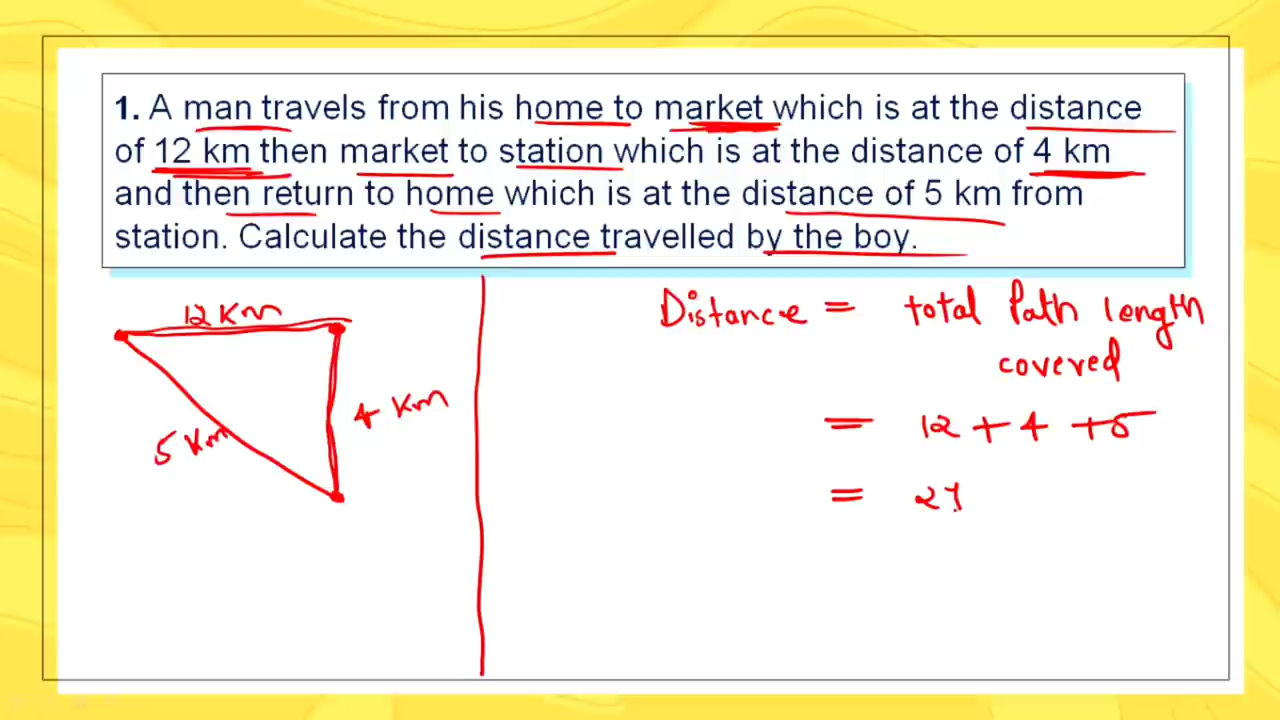 1. A man travels from his home to market which is at the distance
of 12 km then market to station which is at the distance of 4 km
and then return to home which is at the distance of 5 km from
station. Calculate the distance travelled by the boy.
12 Km
4 Km
5 Km
Distance = total Path length
covered
= 12 + 4 + 5
=